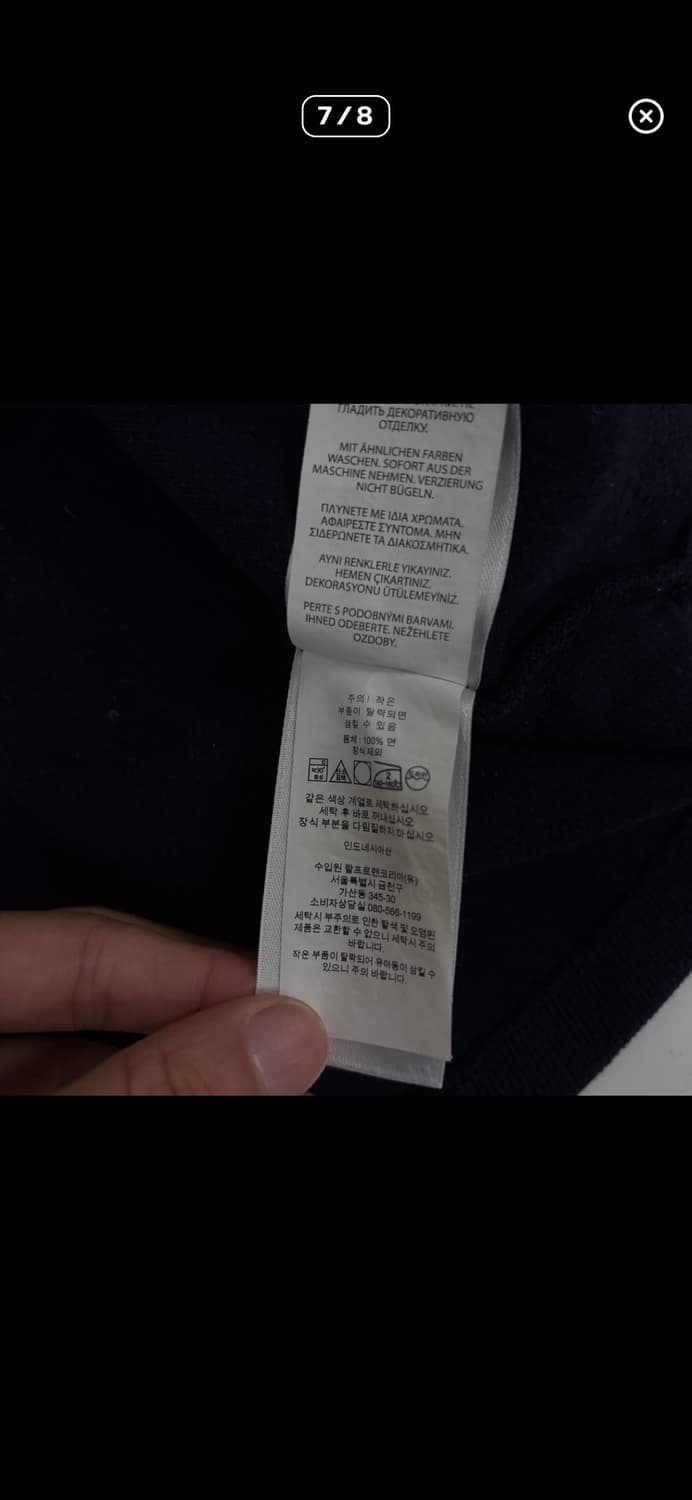 7/8
ГЛАДИТЬ ДЕКОРАТИВНУЮ
ОТДЕЛКУ.
MIT ÄHNLICHEN FARBEN
WASCHEN. SOFORT AUS DER
MASCHINE NEHMEN. VERZIERUNG
NICHT BÜGELN.
ΠΛΥΝΕΤΕ ΜΕ ΙΔΙΑ ΧΡΩΜΑΤΑ.
ΑΦΑΙΡΕΣΤΕ ΣΥΝΤΟΜΑ. ΜΗΝ
ΣΙΔΕΡΩΝΕΤΕ ΤΑ ΔΙΑΚΟΣΜΗΤΙΚΑ.
AYNI RENKLERLE YIKAYINIZ.
HEMEN ÇIKARTINIZ.
DEKORASYONU ÜTÜLEMEYİNİZ.
PERTE S PODOBNÝMI BARVAMI.
IHNED ODEBERTE. NEŽEHLETE
OZDOBY.
주의! 작은
부품이 탈락되면
삼킬 수 있음
몸체:100% 면
장식제외
같은 색상 계열로 세탁하십시오
세탁 후 바로 꺼내십시오
장식 부분을 다림질하지마십시오
인도네시아산
수입원 랄프로렌코리아(유)
서울특별시 금천구
가산동 345-30
소비자상담실 080-566-1199
세탁시 부주의로 인한 탈색 및 오염된
제품은 교환할 수 없으니 세탁시 주의
바랍니다.
작은 부품이 탈락되어 유아동이 삼킬 수
있으니 주의 바랍니다.